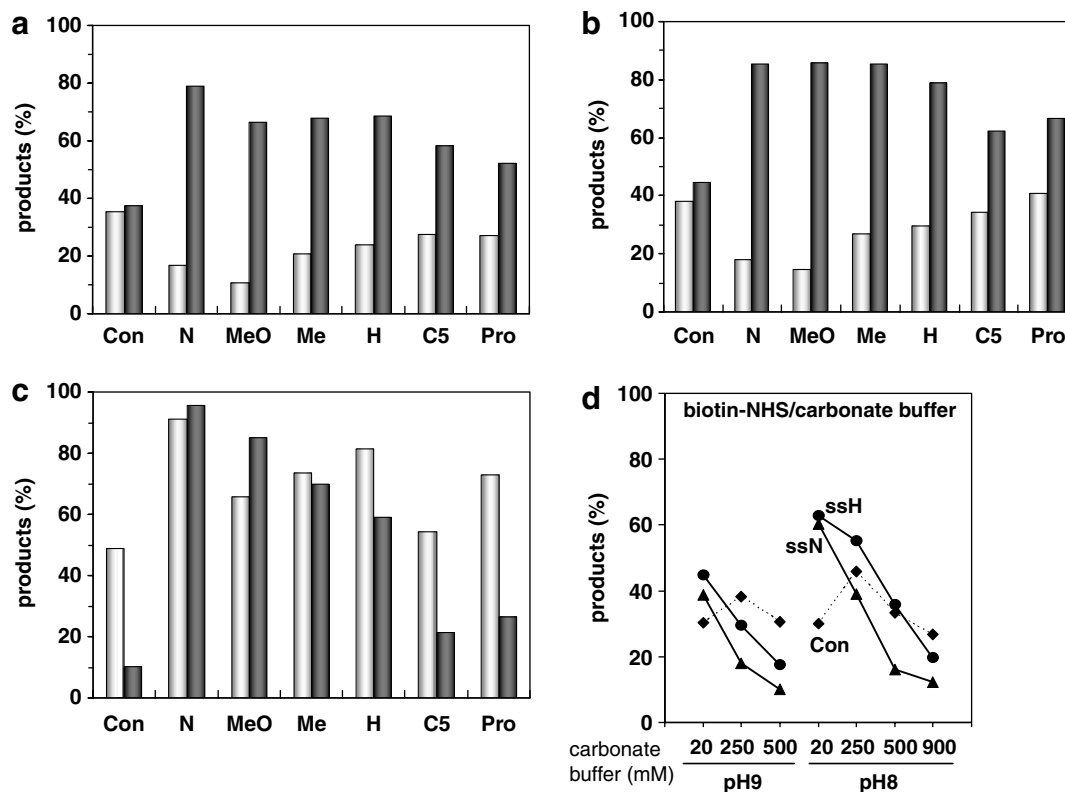 a
100
80
60
40
20
0
products (%)
Con N MeO Me H C5 Pro
b
100
80
60
40
20
0
products (%)
Con N MeO Me H C5 Pro
c
100
80
60
40
20
0
products (%)
Con N MeO Me H C5 Pro
d
100
80
60
40
20
0
products (%)
biotin-NHS/carbonate buffer
ssH
ssN
Con
carbonate
buffer (mM)
20 250 500 20 250 500 900
pH9 pH8